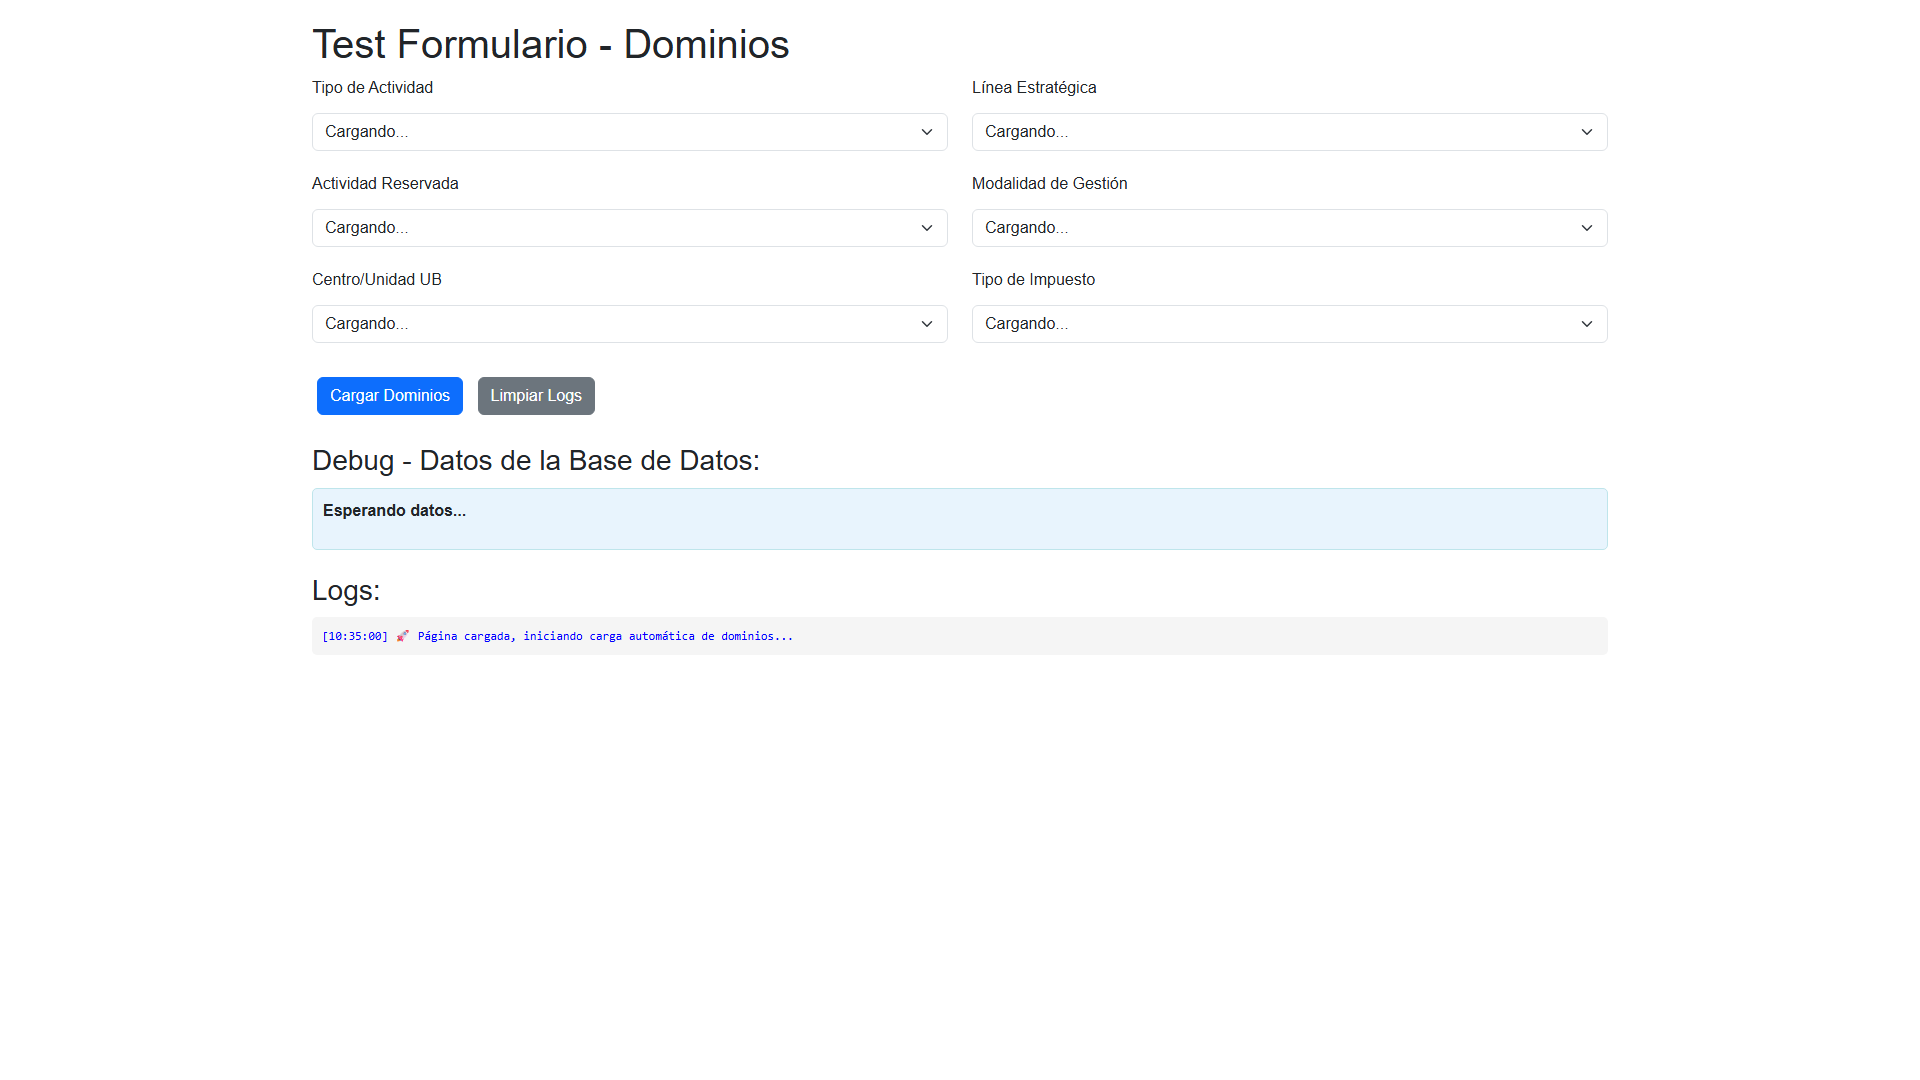 Test Formulario - Dominios
Tipo de Actividad
Línea Estratégica
Cargando...
Cargando...
Actividad Reservada
Modalidad de Gestión
Cargando...
Cargando...
Centro/Unidad UB
Tipo de Impuesto
Cargando...
Cargando...
Cargar Dominios
Limpiar Logs
Debug - Datos de la Base de Datos:
Esperando datos...
Logs:
[10:35:00] 🚀 Página cargada, iniciando carga automática de dominios...